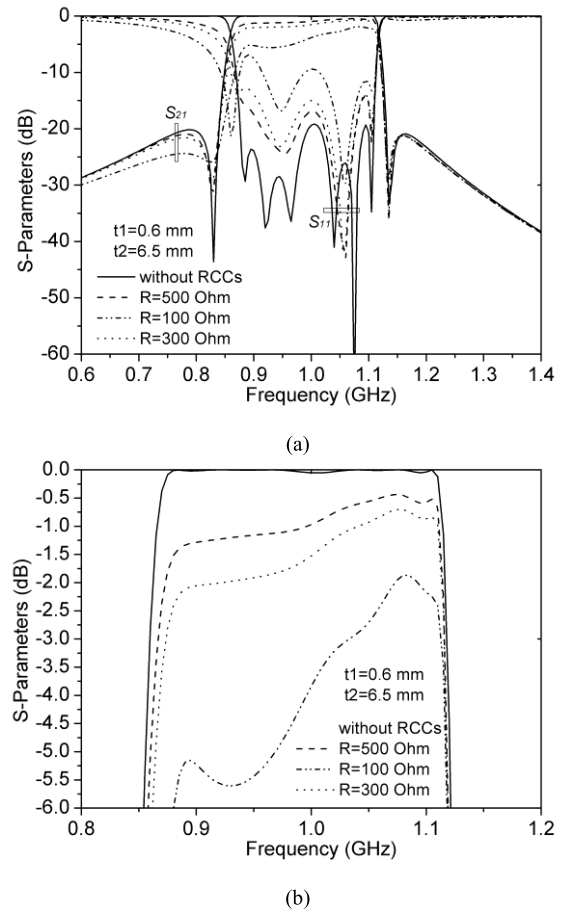 0
-10
-20
-30
-40
-50
-60
S-Parameters (dB)
S21
S11
t1=0.6 mm
t2=6.5 mm
without RCCs
R=500 Ohm
R=100 Ohm
R=300 Ohm
0.6 0.7 0.8 0.9 1.0 1.1 1.2 1.3 1.4
Frequency (GHz)
(a)
0.0
-0.5
-1.0
-1.5
-2.0
-2.5
-3.0
-3.5
-4.0
-4.5
-5.0
-5.5
-6.0
S-Parameters (dB)
t1=0.6 mm
t2=6.5 mm
without RCCs
R=500 Ohm
R=100 Ohm
R=300 Ohm
0.8 0.9 1.0 1.1 1.2
Frequency (GHz)
(b)